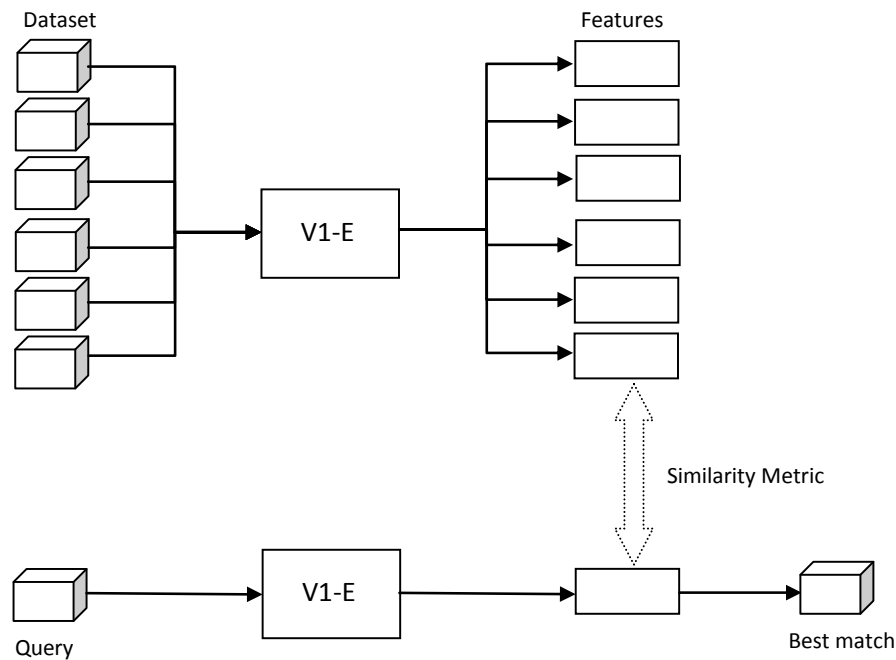 Dataset
Features
V1-E
Similarity Metric
V1-E
Query
Best match